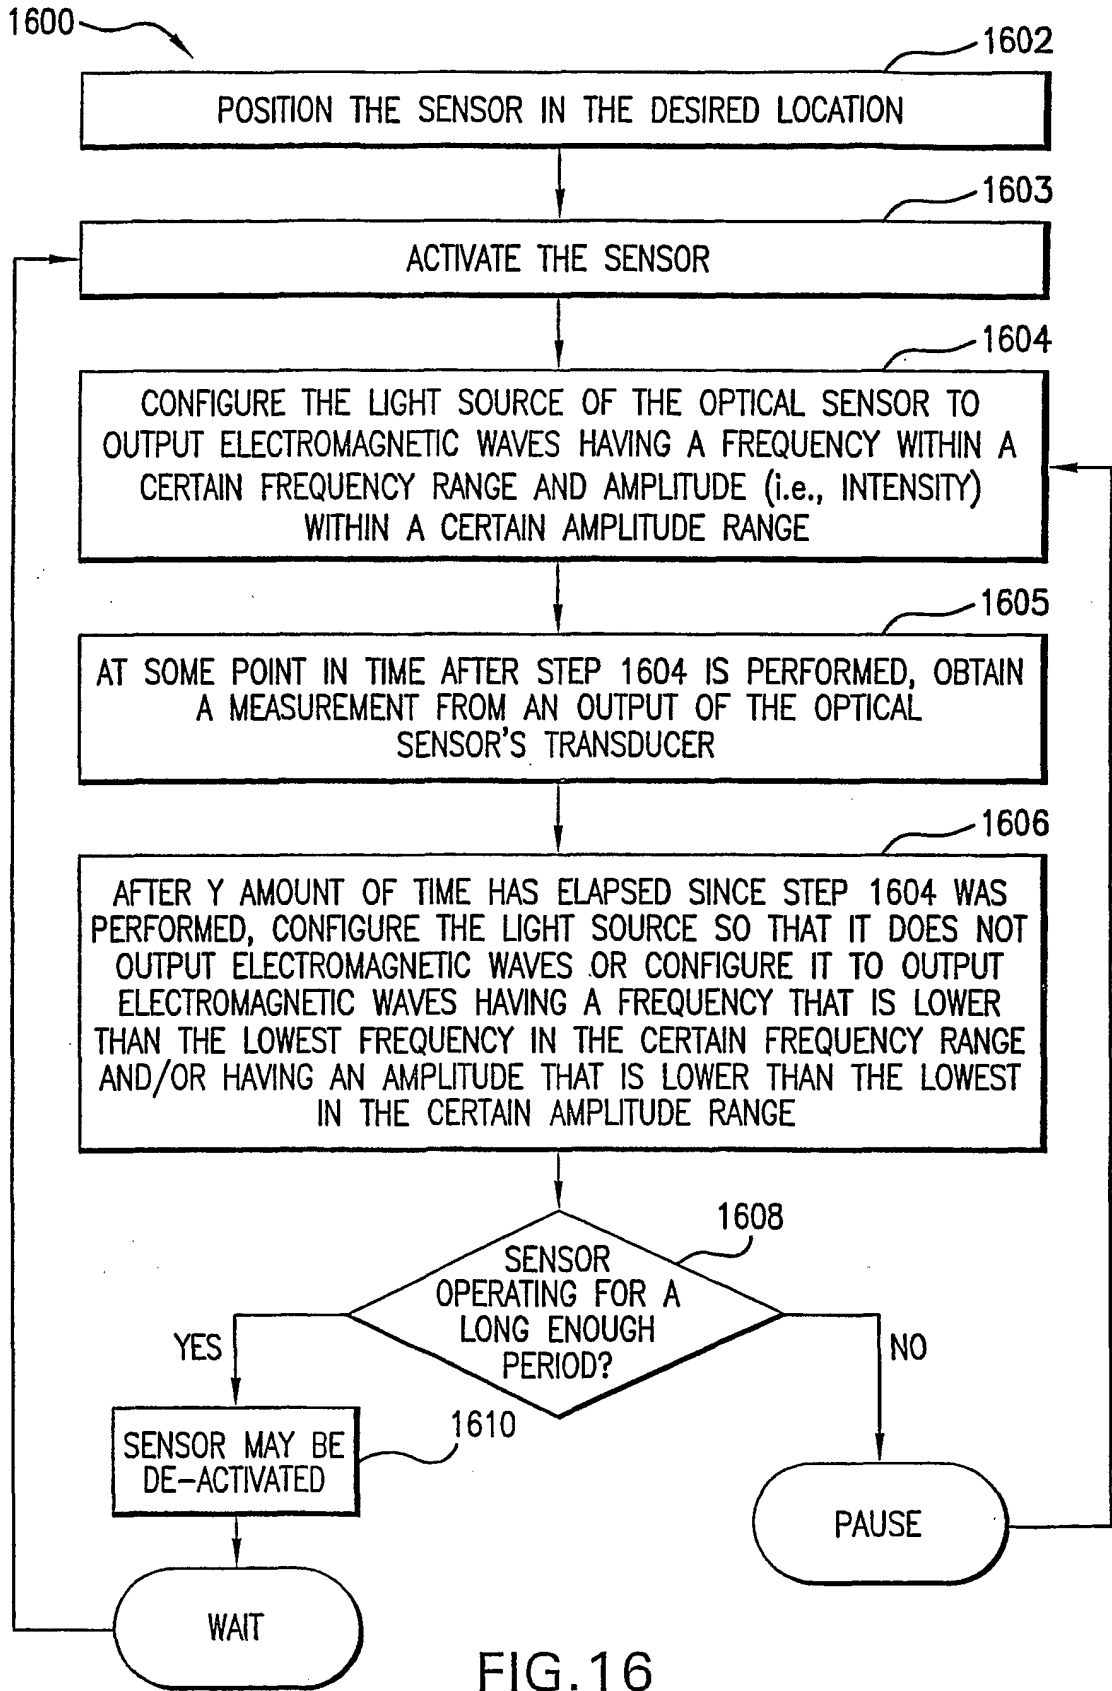 1600
1602
POSITION THE SENSOR IN THE DESIRED LOCATION
1603
ACTIVATE THE SENSOR
1604
CONFIGURE THE LIGHT SOURCE OF THE OPTICAL SENSOR TO
OUTPUT ELECTROMAGNETIC WAVES HAVING A FREQUENCY WITHIN A
CERTAIN FREQUENCY RANGE AND AMPLITUDE (i.e., INTENSITY)
WITHIN A CERTAIN AMPLITUDE RANGE
1605
AT SOME POINT IN TIME AFTER STEP 1604 IS PERFORMED, OBTAIN
A MEASUREMENT FROM AN OUTPUT OF THE OPTICAL
SENSOR'S TRANSDUCER
1606
AFTER Y AMOUNT OF TIME HAS ELAPSED SINCE STEP 1604 WAS
PERFORMED, CONFIGURE THE LIGHT SOURCE SO THAT IT DOES NOT
OUTPUT ELECTROMAGNETIC WAVES OR CONFIGURE IT TO OUTPUT
ELECTROMAGNETIC WAVES HAVING A FREQUENCY THAT IS LOWER
THAN THE LOWEST FREQUENCY IN THE CERTAIN FREQUENCY RANGE
AND/OR HAVING AN AMPLITUDE THAT IS LOWER THAN THE LOWEST
IN THE CERTAIN AMPLITUDE RANGE
1608
SENSOR
OPERATING FOR A
LONG ENOUGH
PERIOD?
YES
NO
1610
SENSOR MAY BE
DE-ACTIVATED
PAUSE
WAIT
FIG.16